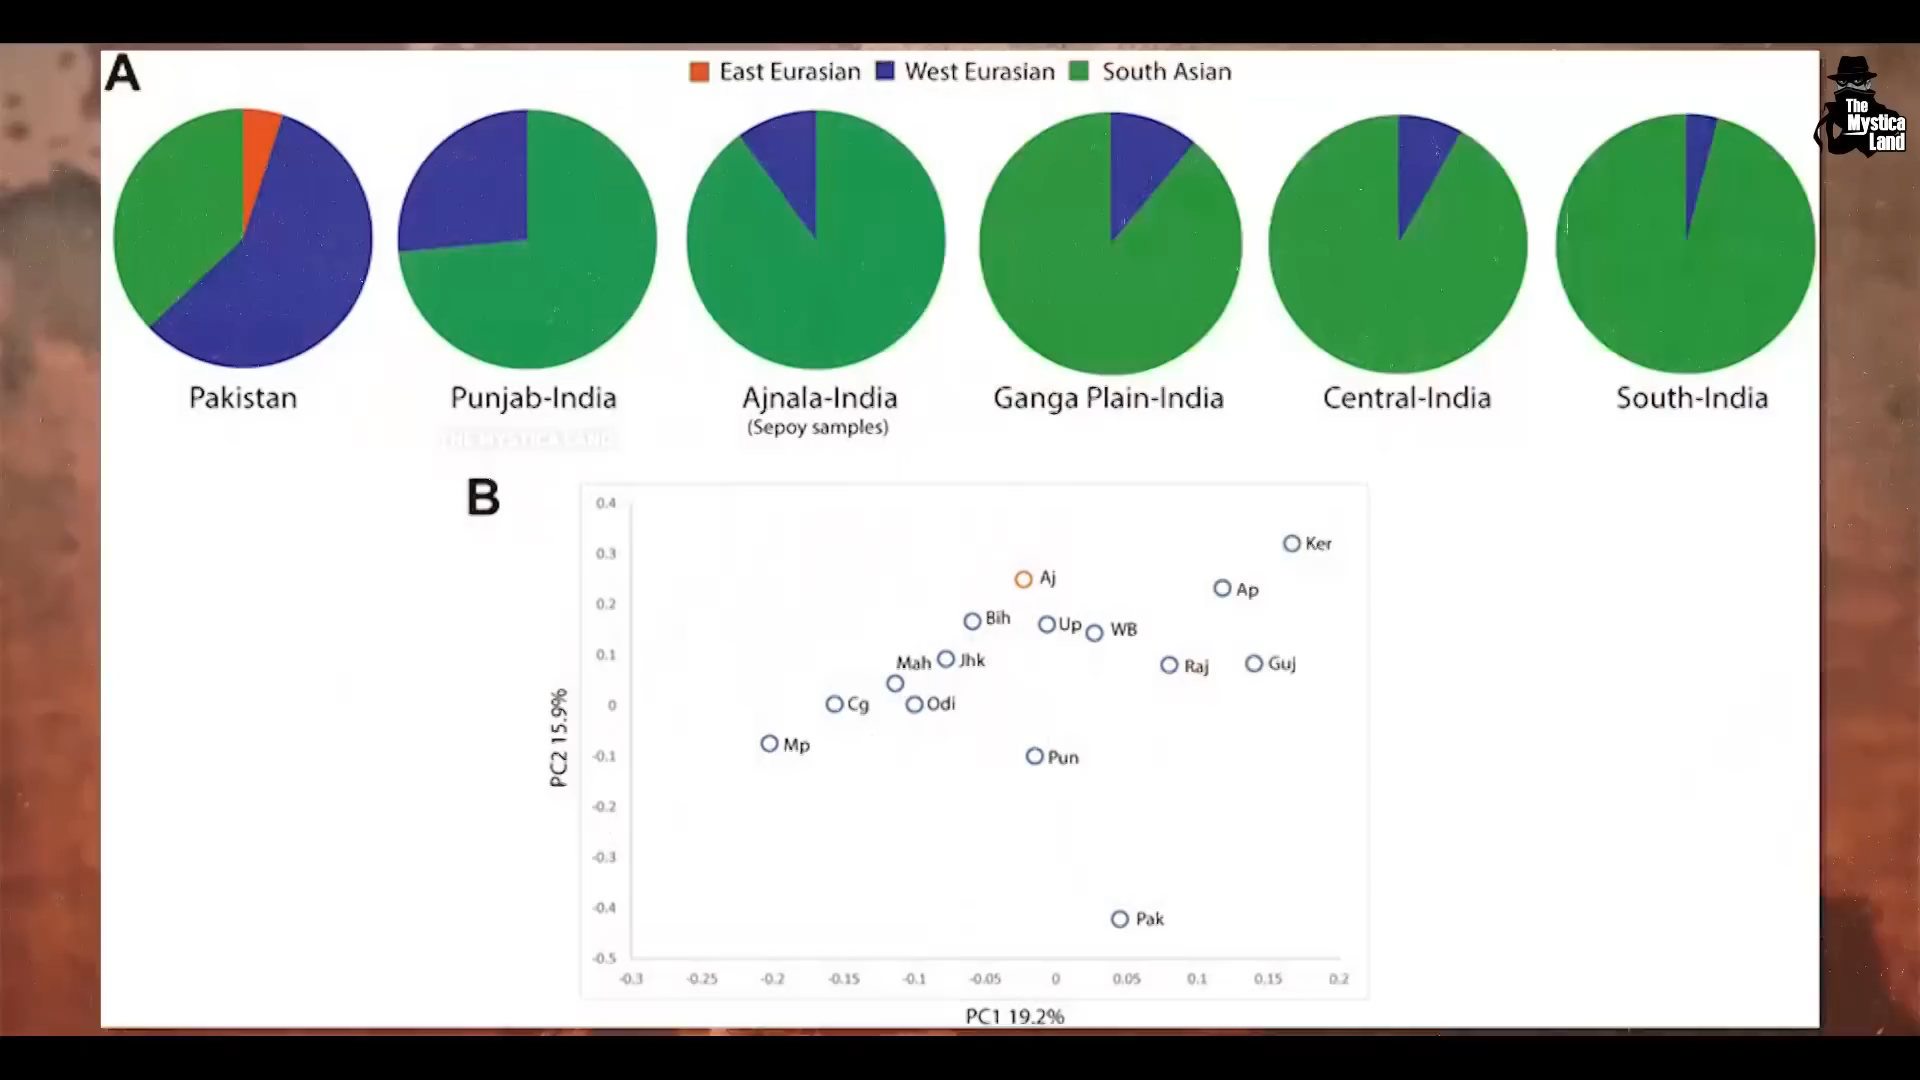 A
East Eurasian West Eurasian South Asian
The
Mystica
Land
Pakistan
Punjab-India
Ajnala-India
(Sepoy samples)
Ganga Plain-India
Central-India
South-India
THE MYSTICA LAND
B
0.4
0.3
0.2
0.1
0
-0.1
-0.2
-0.3
-0.4
-0.5
PC2 15.9%
Ker
Aj
Ap
Bih
Up
WB
Mah
Jhk
Raj
Guj
Cg
Odi
Mp
Pun
Pak
-0.3 -0.25 -0.2 -0.15 -0.1 -0.05 0 0.05 0.1 0.15 0.2
PC1 19.2%